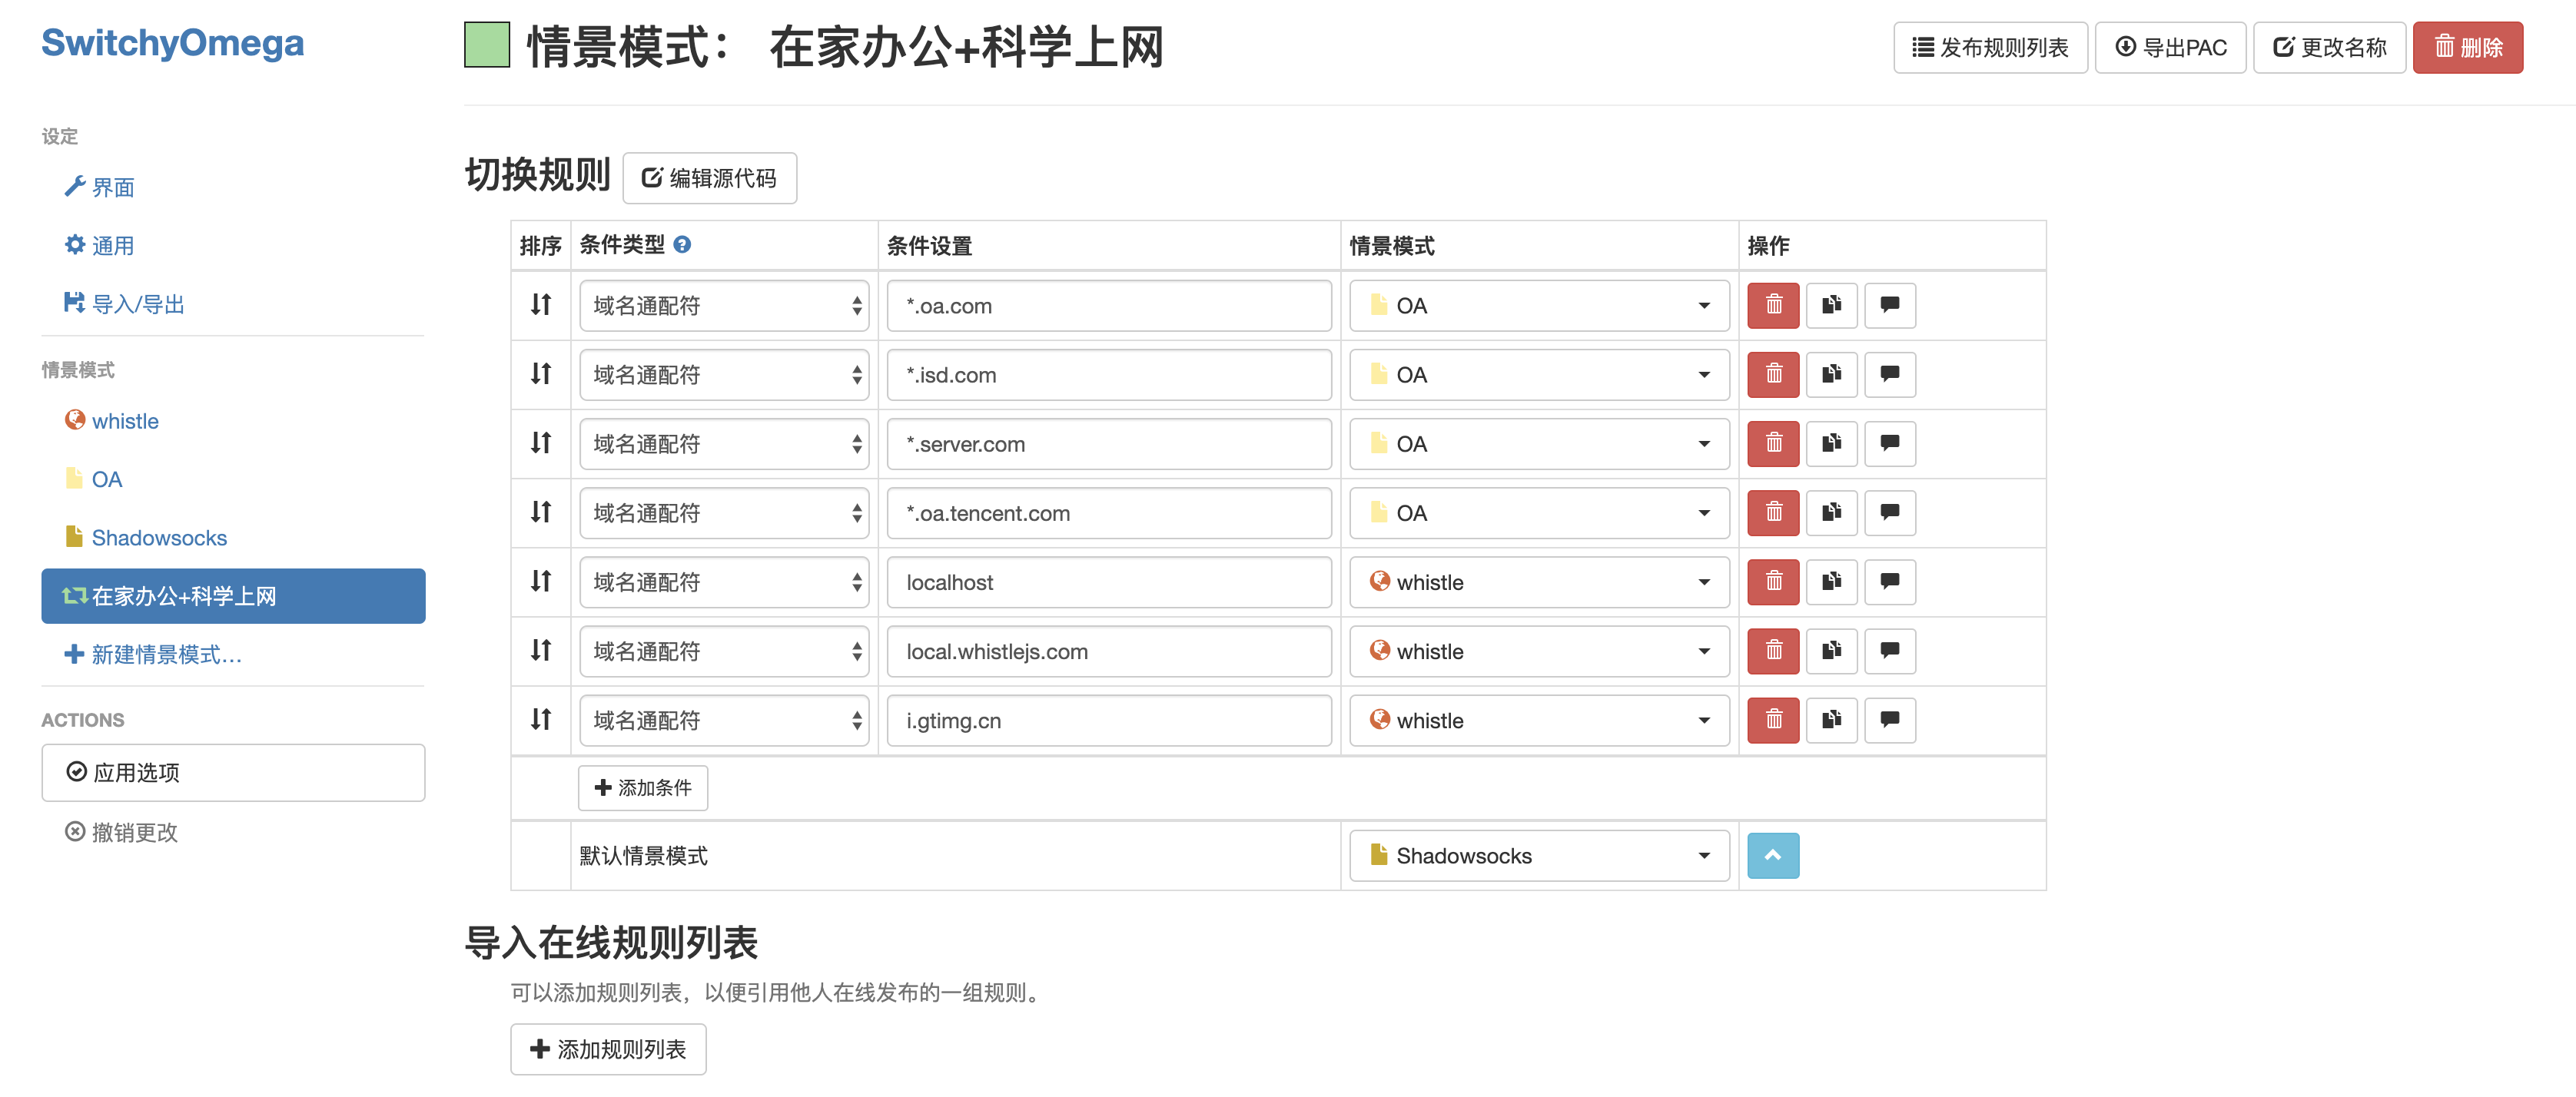 SwitchyOmega
设定
界面
通用
导入/导出
情景模式
whistle
OA
Shadowsocks
在家办公+科学上网
新建情景模式...
ACTIONS
应用选项
撤销更改
情景模式： 在家办公+科学上网
发布规则列表 导出PAC 更改名称 删除
切换规则 编辑源代码
排序 条件类型 条件设置 情景模式 操作
域名通配符 *.oa.com OA
域名通配符 *.isd.com OA
域名通配符 *.server.com OA
域名通配符 *.oa.tencent.com OA
域名通配符 localhost whistle
域名通配符 local.whistlejs.com whistle
域名通配符 i.gtimg.cn whistle
添加条件
默认情景模式 Shadowsocks
导入在线规则列表
可以添加规则列表，以便引用他人在线发布的一组规则。
添加规则列表